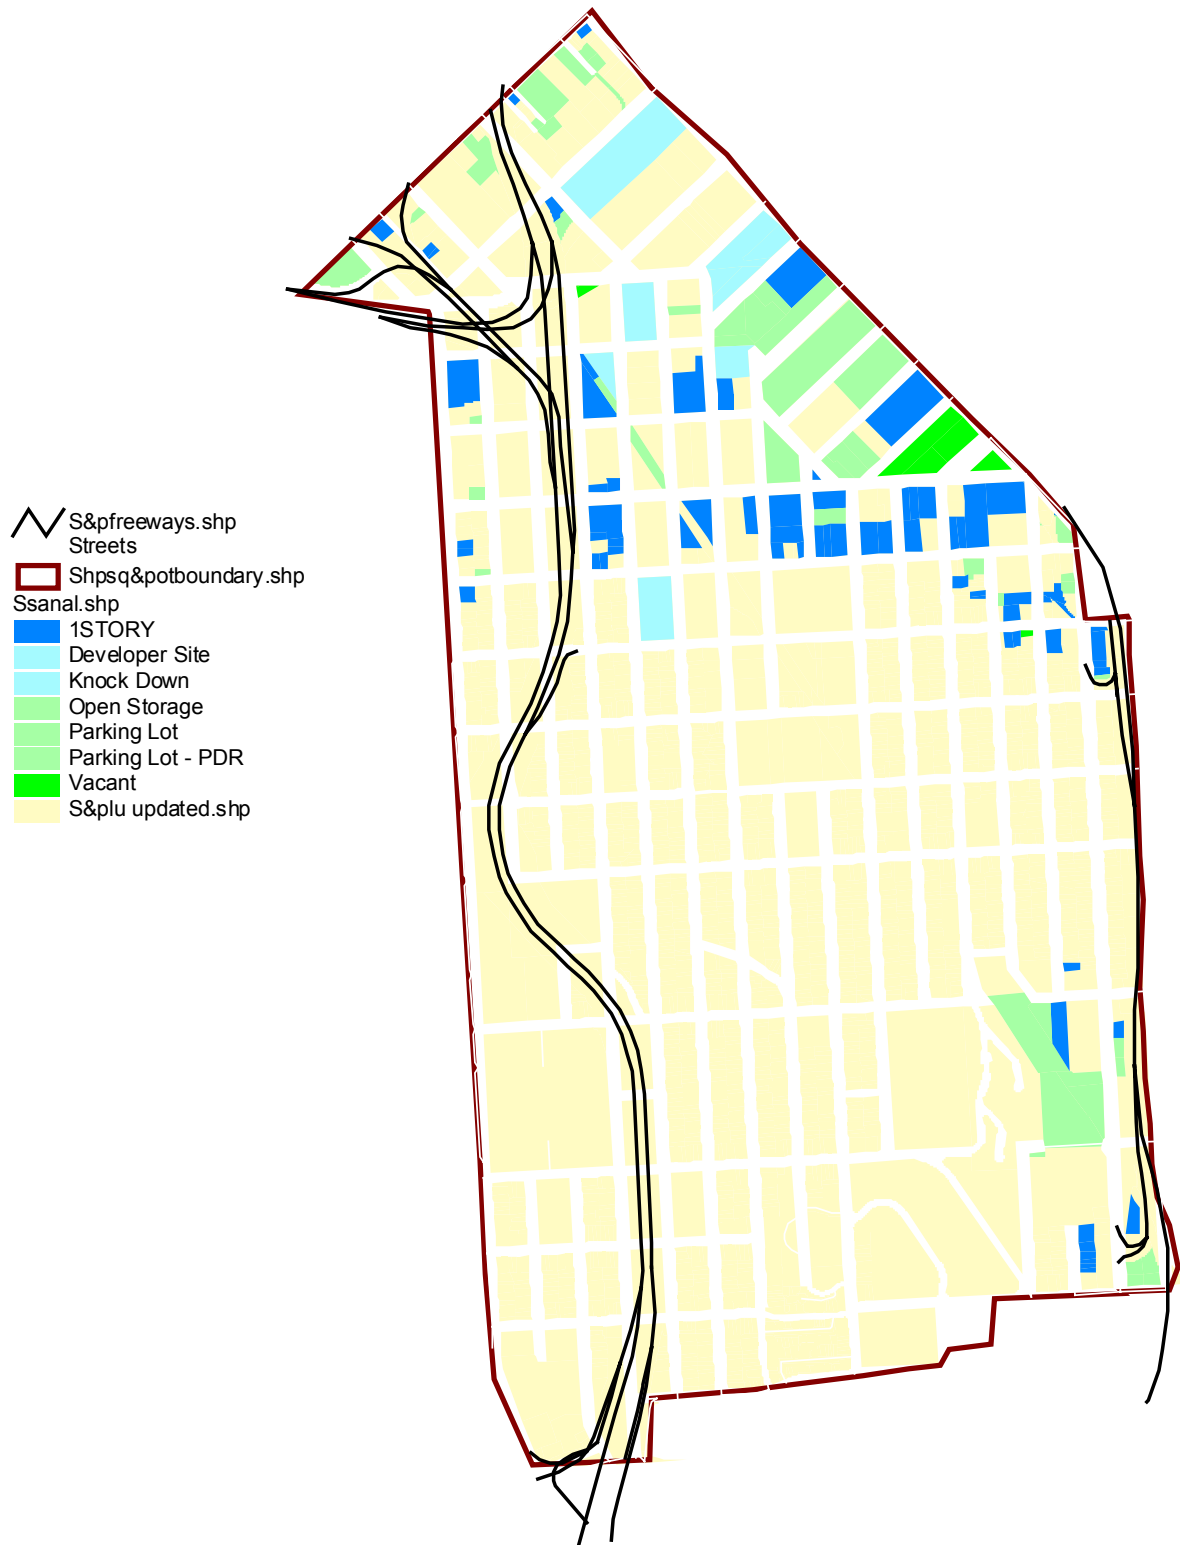 S&pfreeways.shp
Streets
Shpsq&potboundary.shp
Ssanal.shp
1STORY
Developer Site
Knock Down
Open Storage
Parking Lot
Parking Lot - PDR
Vacant
S&plu updated.shp